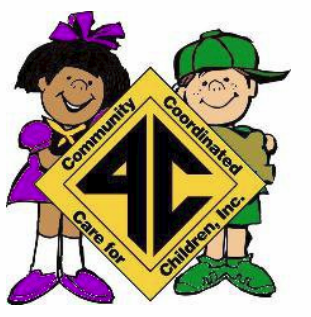 Community
Coordinated
4C
Care for
Children, Inc.